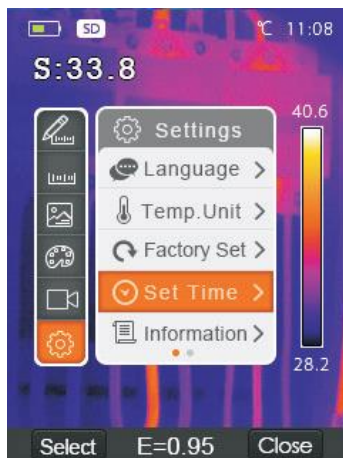 SD
℃ 11:08
S:33.8
40.6
Settings
Language
Temp.Unit
Factory Set
Set Time
Information
28.2
Select E=0.95 Close